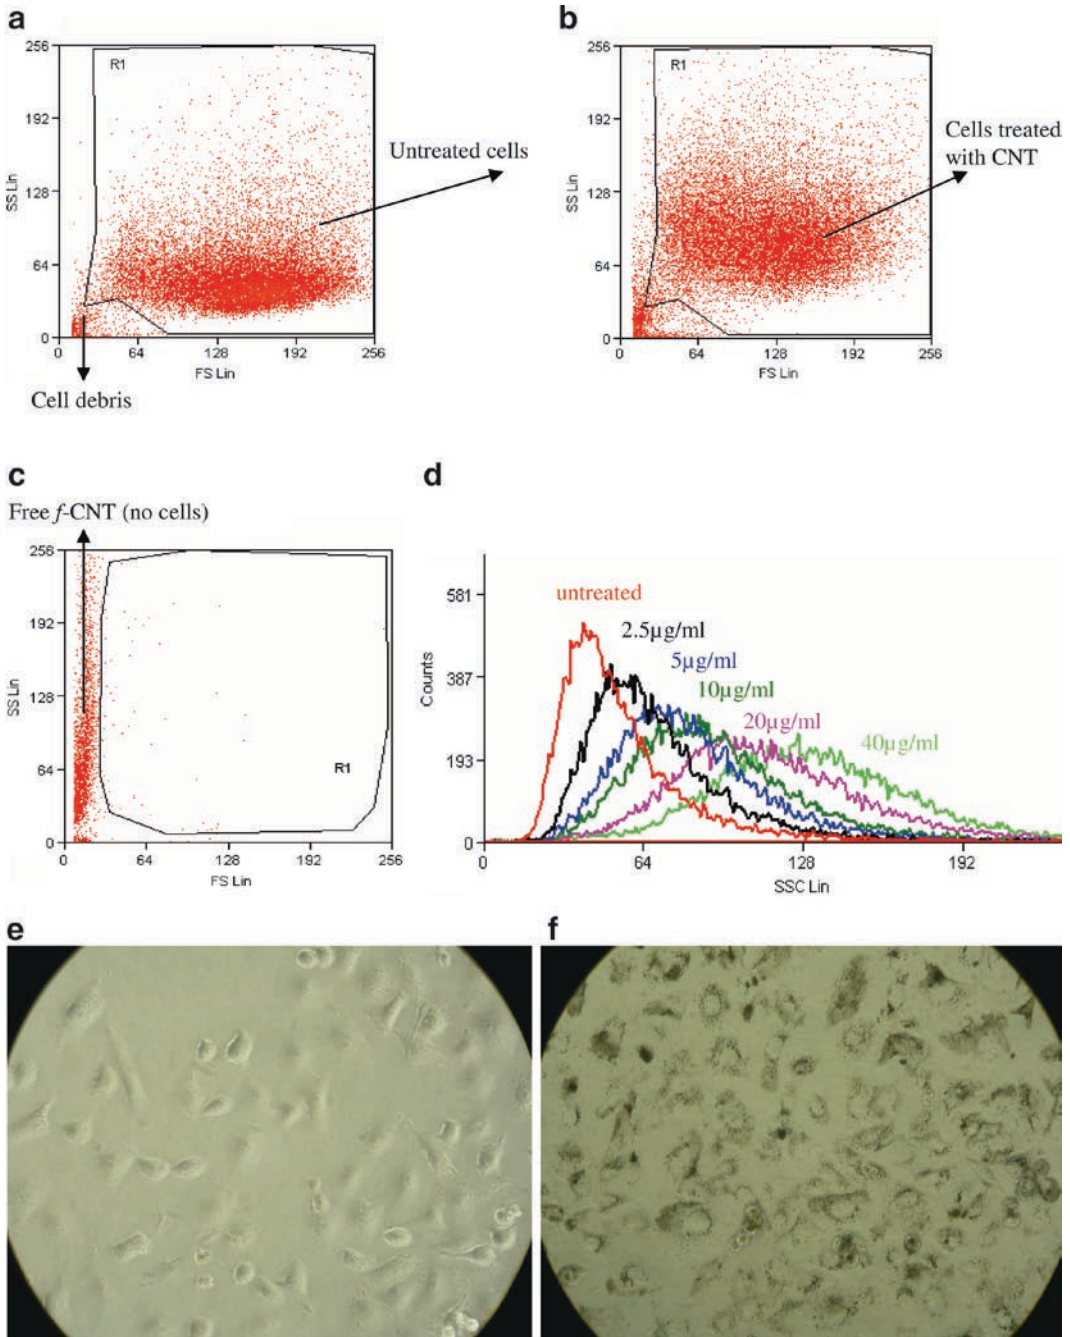 a
256
192
128
64
0
SS Lin
R1
Untreated cells
0 64 128 192 256
FS Lin
Cell debris
b
256
192
128
64
0
SS Lin
R1
Cells treated
with CNT
0 64 128 192 256
FS Lin
c
Free f-CNT (no cells)
256
192
128
64
0
SS Lin
R1
0 64 128 192 256
FS Lin
d
581
387
193
0
Counts
untreated
2.5µg/ml
5µg/ml
10µg/ml
20µg/ml
40µg/ml
0 64 128 192
SSC Lin
e
f